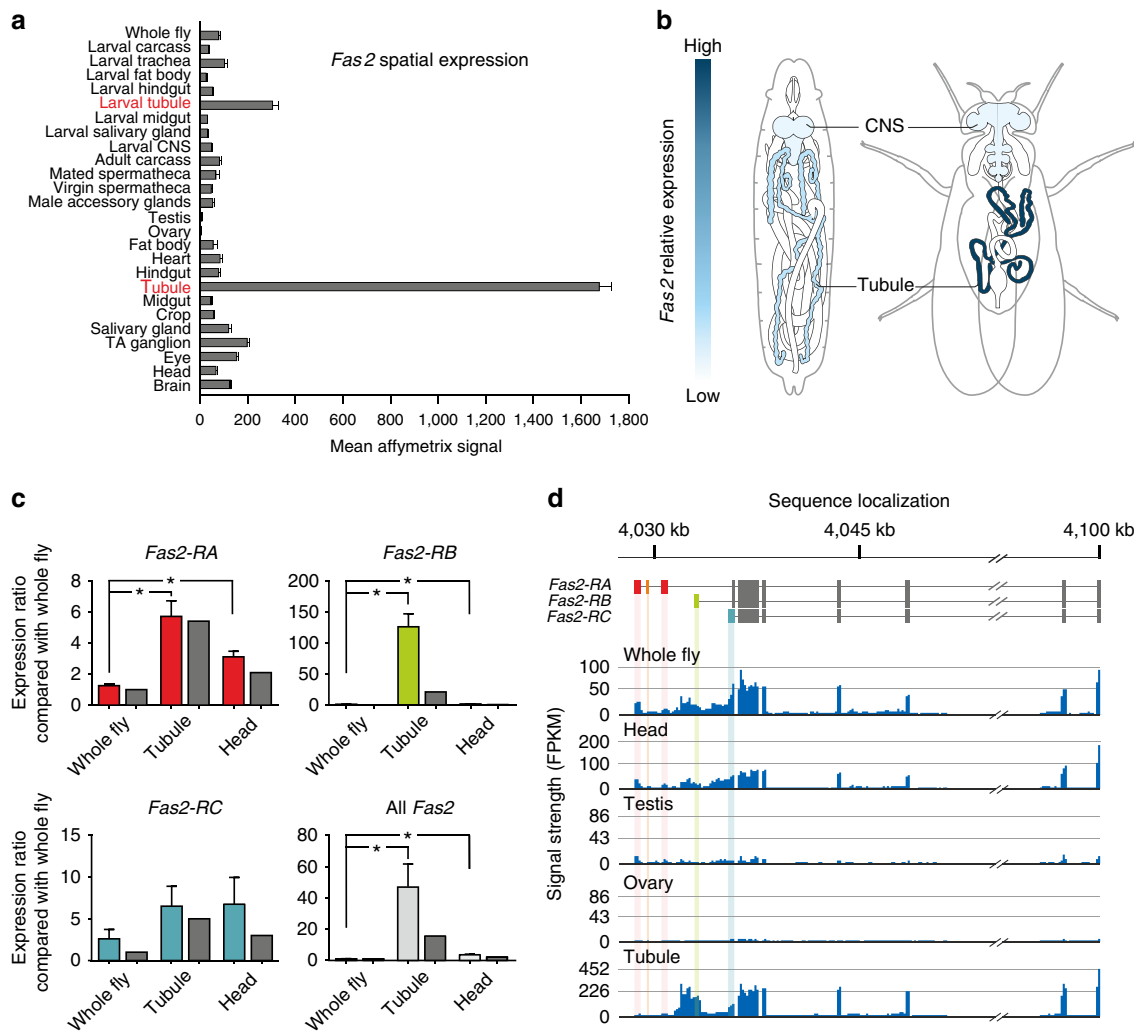 a
Fas2 spatial expression
Whole fly
Larval carcass
Larval trachea
Larval fat body
Larval hindgut
Larval tubule
Larval midgut
Larval salivary gland
Larval CNS
Adult carcass
Mated spermatheca
Virgin spermatheca
Male accessory glands
Testis
Ovary
Fat body
Heart
Hindgut
Tubule
Midgut
Crop
Salivary gland
TA ganglion
Eye
Head
Brain
0 200 400 600 800 1,000 1,200 1,400 1,600 1,800
Mean affymetrix signal
b
High
Fas2 relative expression
Low
CNS
Tubule
c
Expression ratio
compared with whole fly
Fas2-RA
8
6
4
2
0
* *
Whole fly Tubule Head
Fas2-RB
200
150
100
50
0
* *
Whole fly Tubule Head
Expression ratio
compared with whole fly
Fas2-RC
15
10
5
0
Whole fly Tubule Head
All Fas2
80
60
40
20
0
* *
Whole fly Tubule Head
d
Sequence localization
4,030 kb 4,045 kb 4,100 kb
Fas2-RA
Fas2-RB
Fas2-RC
Signal strength (FPKM)
Whole fly
100
50
0
Head
200
100
0
Testis
86
43
0
Ovary
86
43
0
Tubule
452
226
0